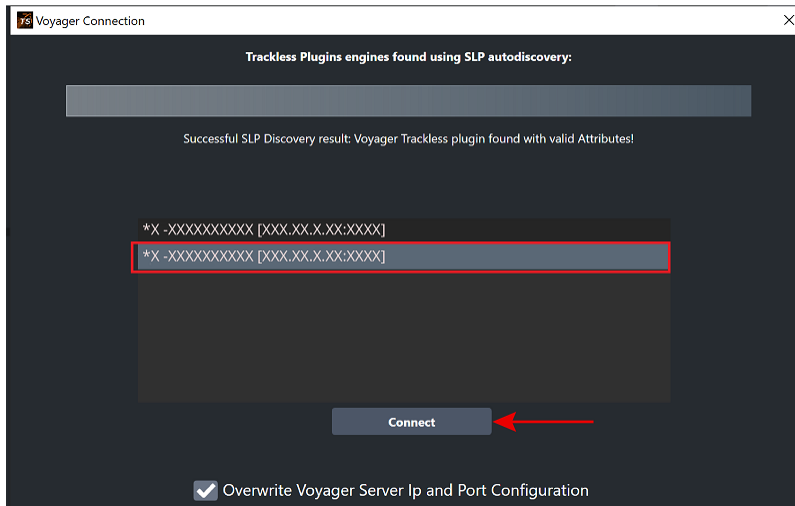 TS Voyager Connection
Trackless Plugins engines found using SLP autodiscovery:
Successful SLP Discovery result: Voyager Trackless plugin found with valid Attributes!
*X -XXXXXXXXXX [XXX.XX.X.XX:XXXX]
*X -XXXXXXXXXX [XXX.XX.X.XX:XXXX]
Connect
Overwrite Voyager Server Ip and Port Configuration